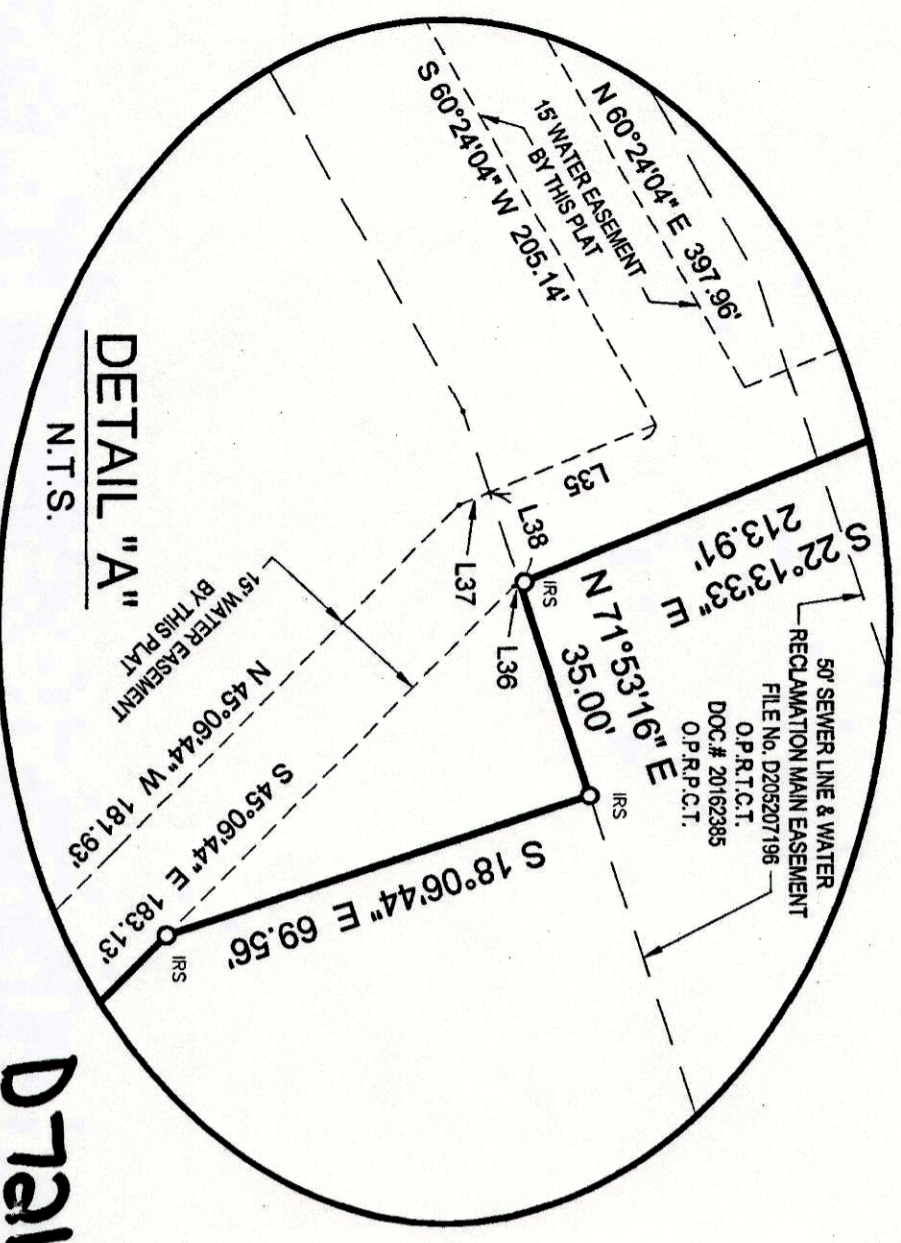 N 60°24'04" E 397.96'
15' WATER EASEMENT
BY THIS PLAT
S 60°24'04" W 205.14'
50' SEWER LINE & WATER
RECLAMATION MAIN EASEMENT
FILE No. D205207196
O.P.R.T.C.T.
DOC.# 20162385
O.P.R.P.C.T.
S 22°13'33" E
213.91'
L35
L38
IRS
L37
L36
N 71°53'16" E
35.00'
IRS
S 18°06'44" E 69.56'
IRS
15' WATER EASEMENT
BY THIS PLAT
N 45°06'44" W 181.93'
S 45°06'44" E 183.13'
DETAIL "A"
N.T.S.